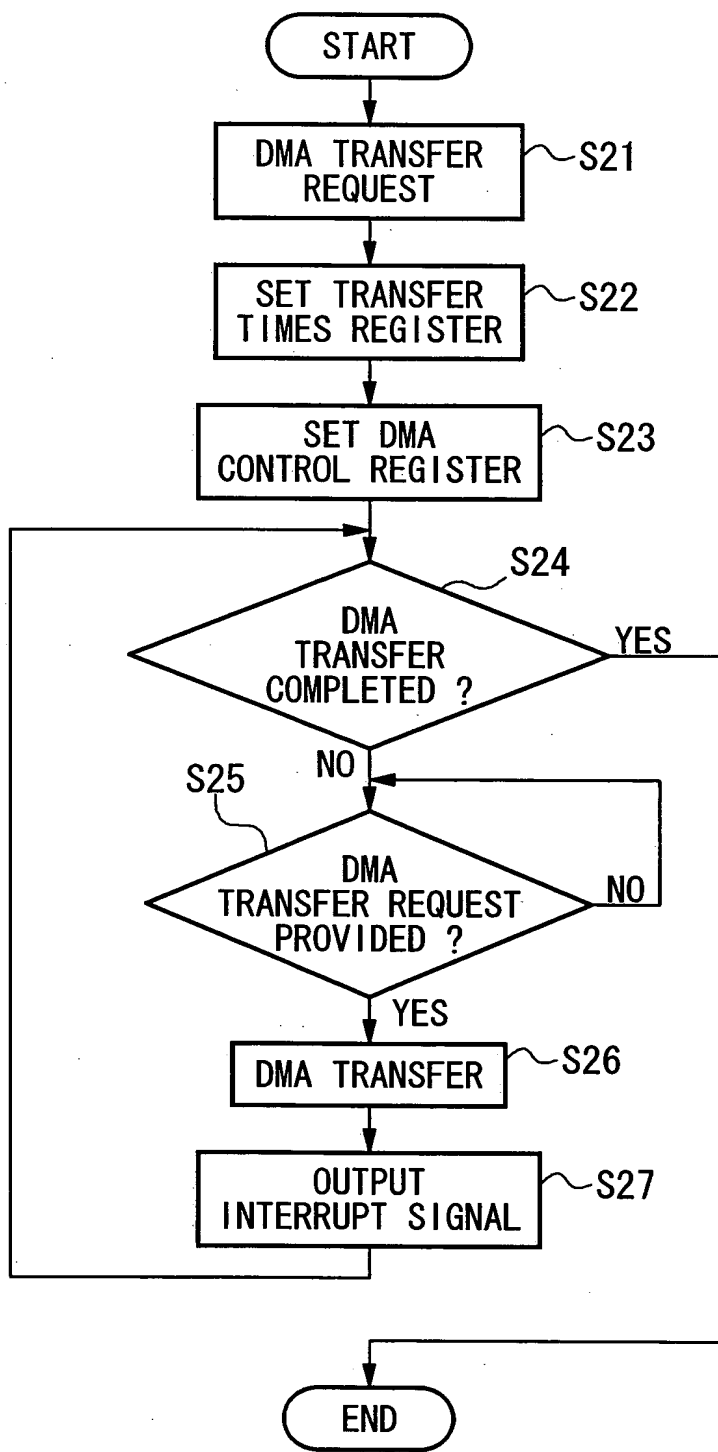 START
DMA TRANSFER
REQUEST
S21
SET TRANSFER
TIMES REGISTER
S22
SET DMA
CONTROL REGISTER
S23
S24
DMA
TRANSFER
COMPLETED ?
YES
NO
S25
DMA
TRANSFER REQUEST
PROVIDED ?
NO
YES
DMA TRANSFER
S26
OUTPUT
INTERRUPT SIGNAL
S27
END